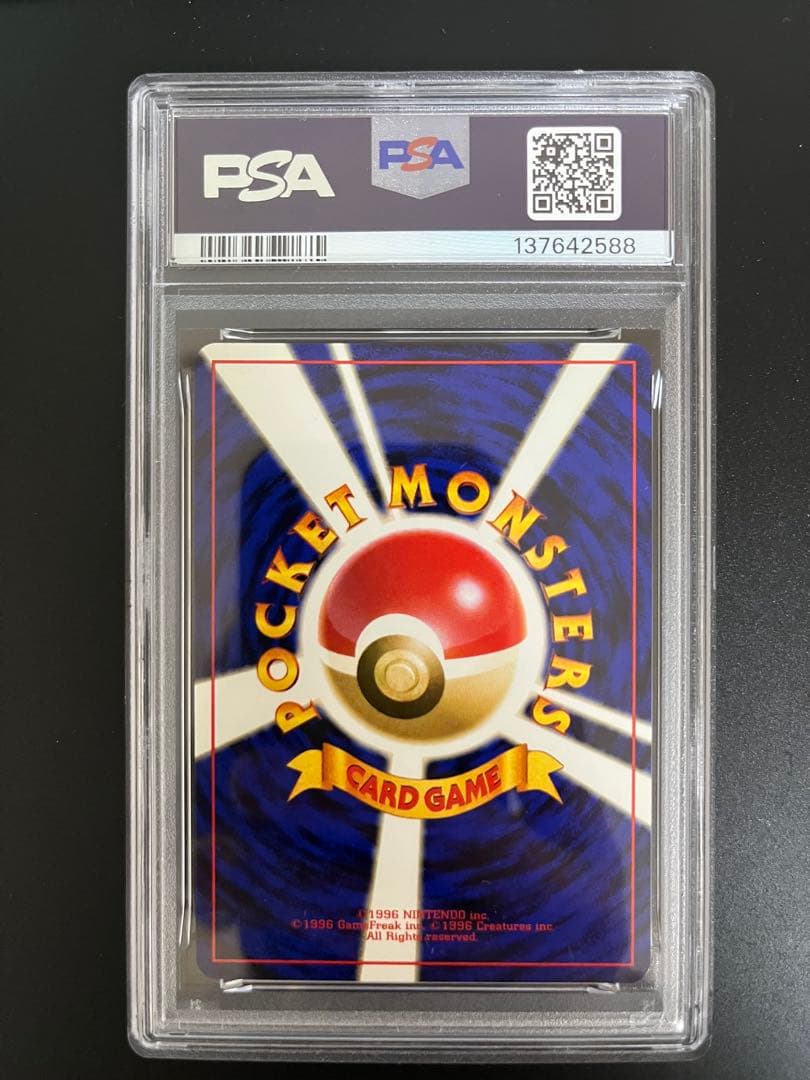 PSA
PSA
137642588
POCKET MONSTERS
CARD GAME
©1996 NINTENDO inc.
©1996 GameFreak inc. ©1996 Creatures inc.
All Rights reserved.